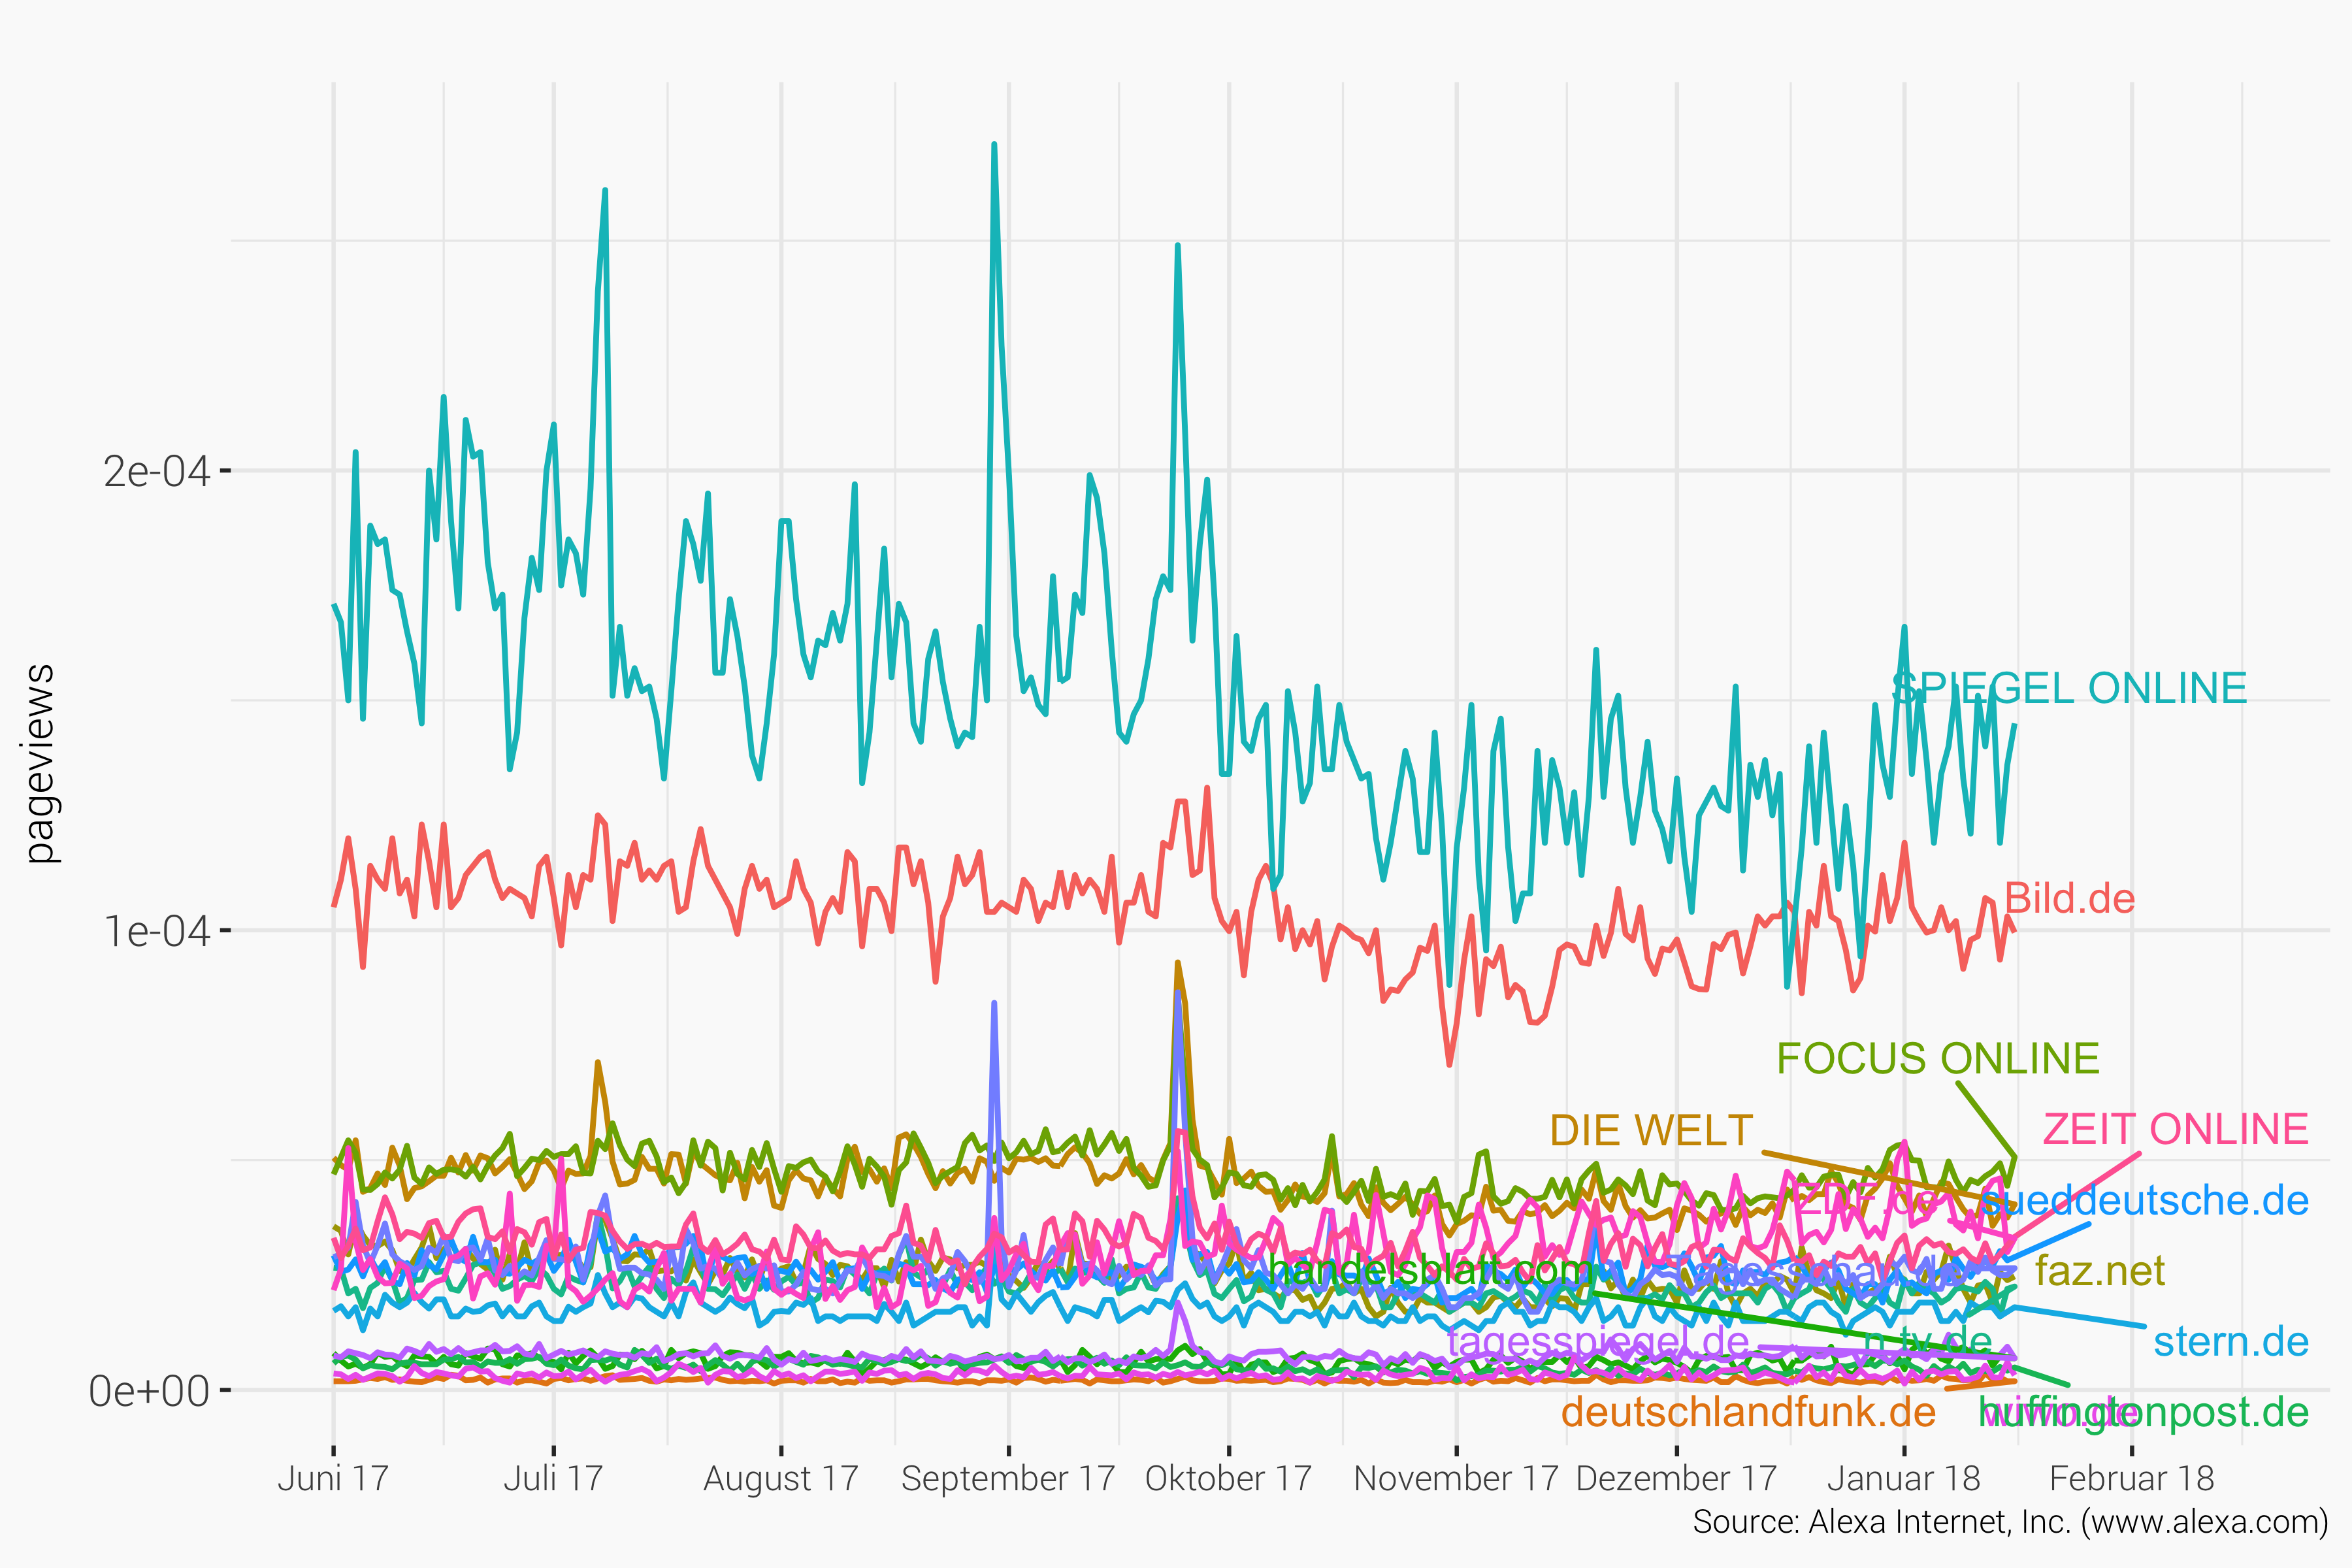 pageviews
2e-04
1e-04
0e+00
SPIEGEL ONLINE
Bild.de
FOCUS ONLINE
DIE WELT
ZEIT ONLINE
ZDF.de
sueddeutsche.de
handelsblatt.com
faz.net
tagesspiegel.de
stern.de
deutschlandfunk.de
wiwo.de
huffingtonpost.de
Juni 17
Juli 17
August 17
September 17
Oktober 17
November 17
Dezember 17
Januar 18
Februar 18
Source: Alexa Internet, Inc. (www.alexa.com)